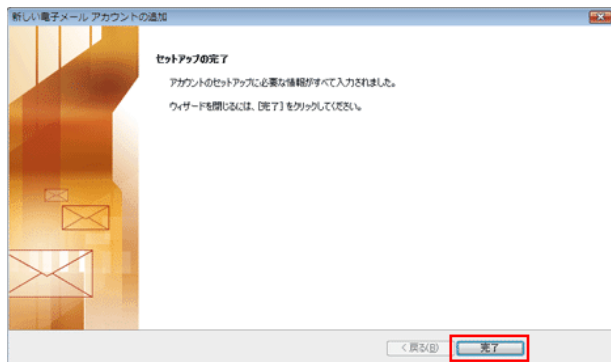 新しい電子メール アカウントの追加
セットアップの完了
アカウントのセットアップに必要な情報がすべて入力されました。
ウィザードを閉じるには、[完了] をクリックしてください。
< 戻る(B)
完了